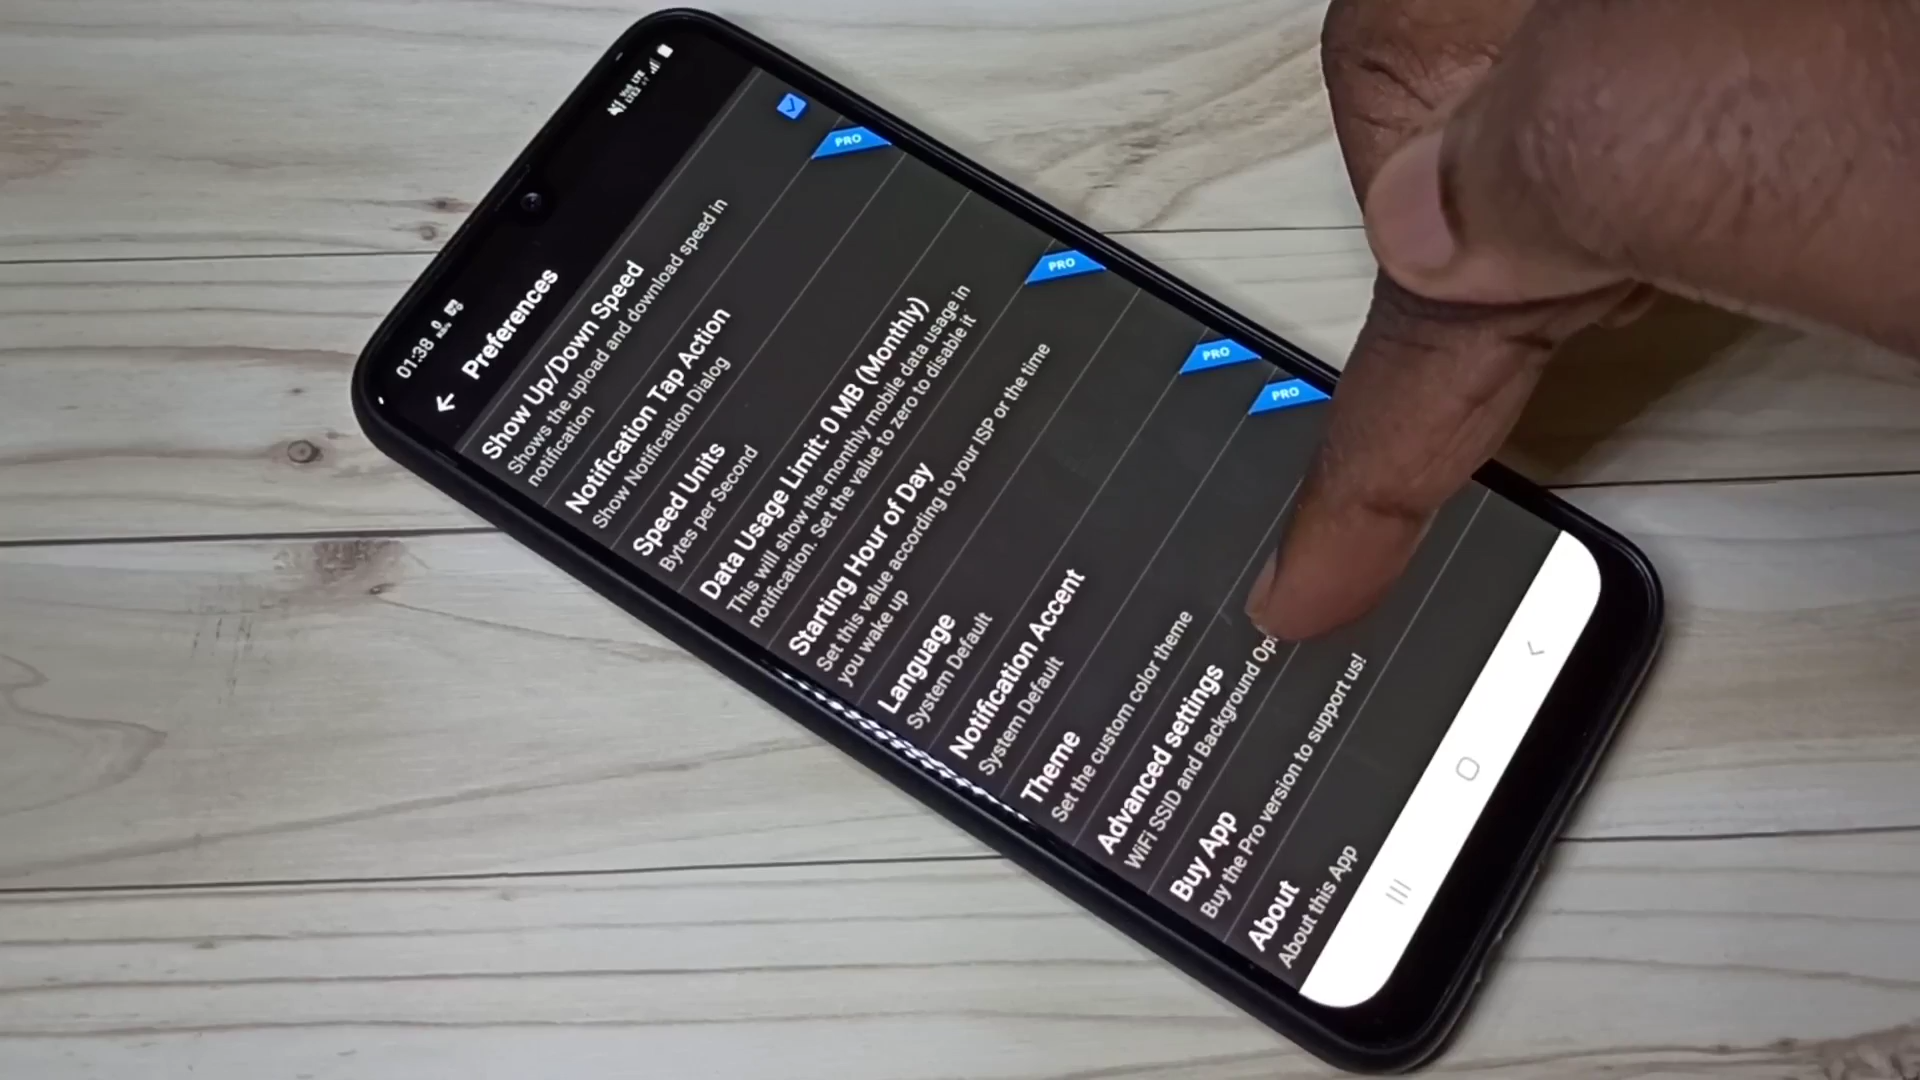 01:38
Preferences
Show Up/Down Speed
Shows the upload and download speed in
notification
PRO
Notification Tap Action
Show Notification Dialog
Speed Units
Bytes per Second
Data Usage Limit: 0 MB (Monthly)
This will show the monthly mobile data usage in
notification. Set the value to zero to disable it
PRO
Starting Hour of Day
Set this value according to your ISP or the time
you wake up
Language
System Default
PRO
Notification Accent
System Default
PRO
Theme
Set the custom color theme
Advanced settings
WiFi SSID and Background
Buy App
Buy the Pro version to support us!
About
About this App